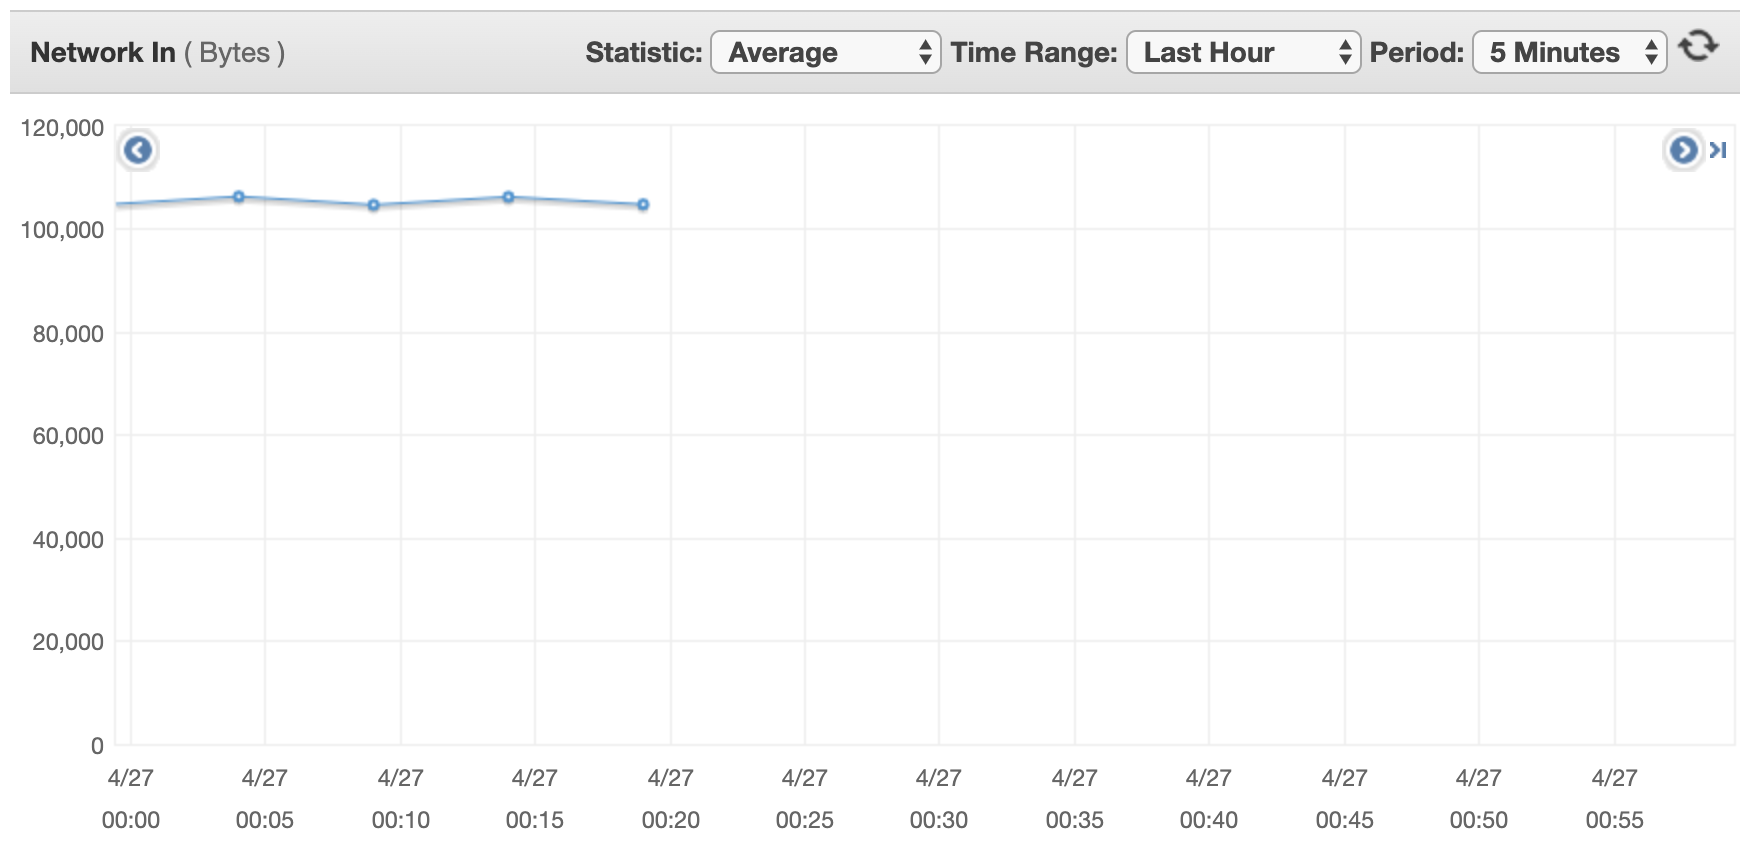 Network In ( Bytes ) Statistic: Average Time Range: Last Hour Period: 5 Minutes
120,000
100,000
80,000
60,000
40,000
20,000
0
4/27 4/27 4/27 4/27 4/27 4/27 4/27 4/27 4/27 4/27 4/27 4/27
00:00 00:05 00:10 00:15 00:20 00:25 00:30 00:35 00:40 00:45 00:50 00:55